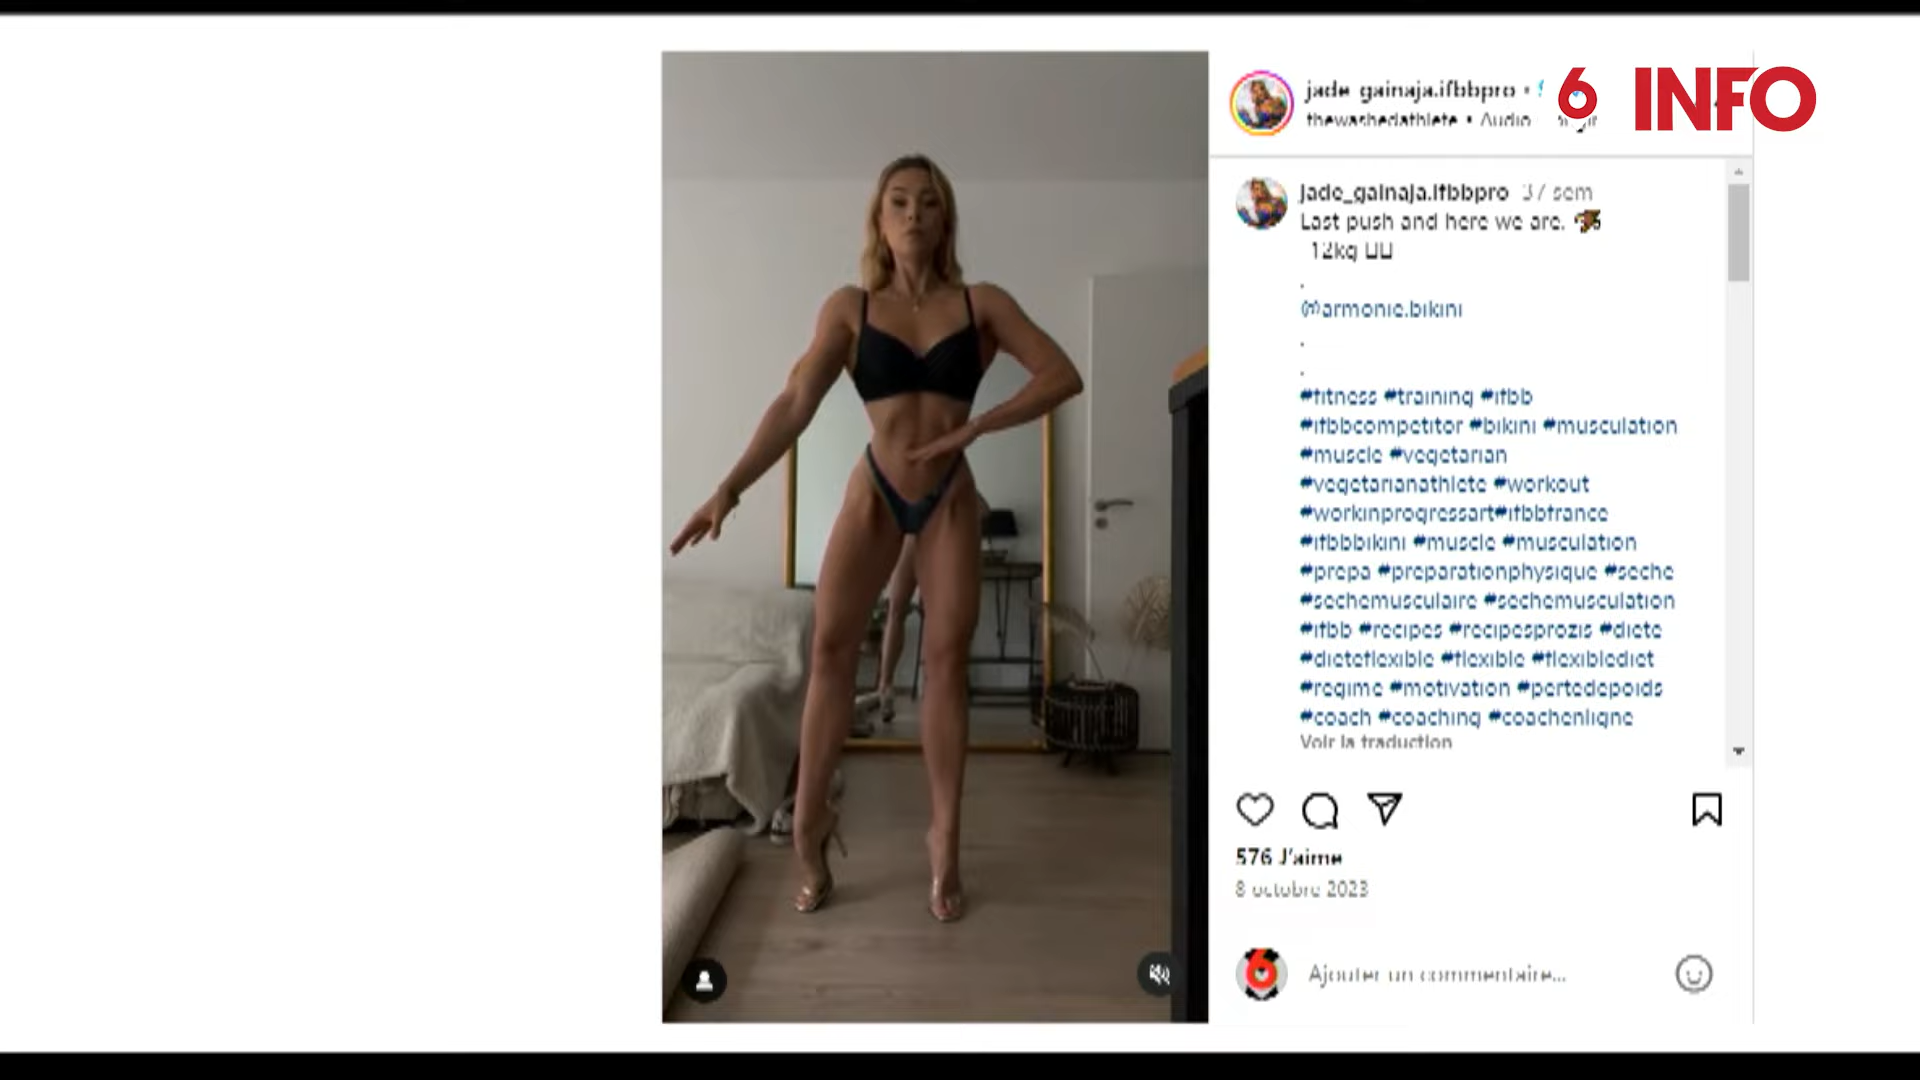 6 INFO
jade_gainaja.ifbbpro •
thewashedathlete • Audio
jade_gainaja.ifbbpro 37 sem
Last push and here we are.
12kg
.
@armonie.bikini
.
.
#fitness #training #ifbb
#ifbbcompetitor #bikini #musculation
#muscle #vegetarian
#vegetarianathlete #workout
#workinprogressart#ifbbfrance
#ifbbbikini #muscle #musculation
#prepa #preparationphysique #seche
#sechemusculaire #sechemusculation
#ifbb #recipes #recipesprozis #diete
#dieteflexible #flexible #flexiblediet
#regime #motivation #pertedepoids
#coach #coaching #coachenligne
Voir la traduction
576 J'aime
8 octobre 2023
6
Ajouter un commentaire...